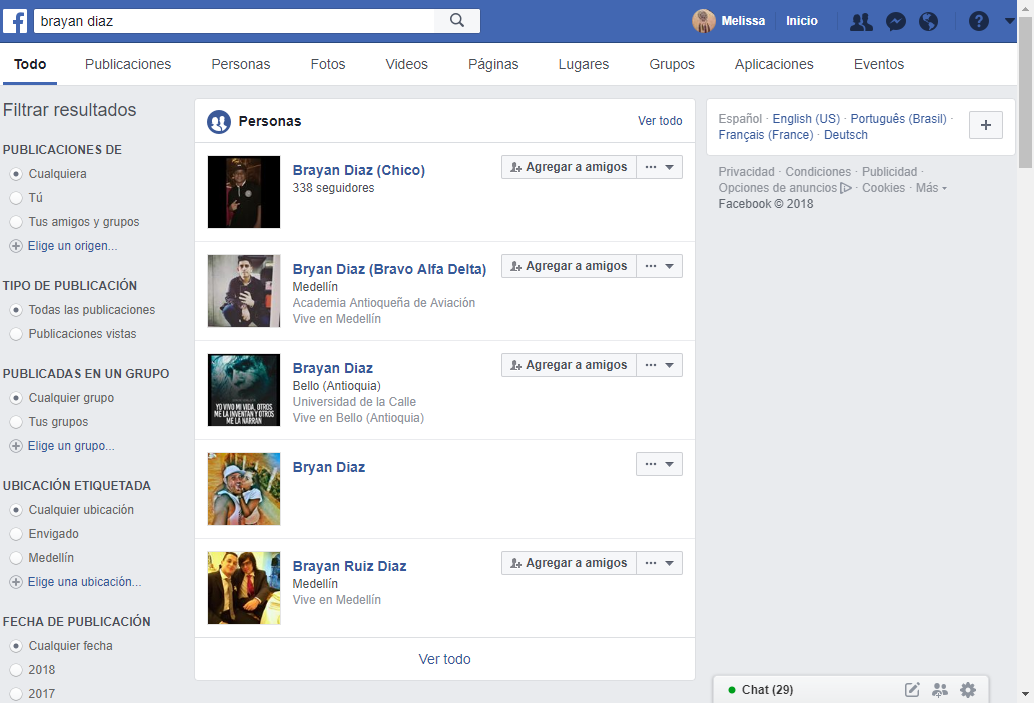 brayan diaz
Melissa
Inicio
Todo
Publicaciones
Personas
Fotos
Videos
Páginas
Lugares
Grupos
Aplicaciones
Eventos
Filtrar resultados
PUBLICACIONES DE
Cualquiera
Tú
Tus amigos y grupos
Elige un origen...
TIPO DE PUBLICACIÓN
Todas las publicaciones
Publicaciones vistas
PUBLICADAS EN UN GRUPO
Cualquier grupo
Tus grupos
Elige un grupo...
UBICACIÓN ETIQUETADA
Cualquier ubicación
Envigado
Medellín
Elige una ubicación...
FECHA DE PUBLICACIÓN
Cualquier fecha
2018
2017
Personas
Ver todo
Brayan Diaz (Chico)
338 seguidores
Agregar a amigos
Bryan Diaz (Bravo Alfa Delta)
Medellín
Academia Antioqueña de Aviación
Vive en Medellín
Agregar a amigos
YO VIVO MI VIDA, OTROS
ME LA INVENTAN Y OTROS
ME LA NARRAN
Brayan Diaz
Bello (Antioquia)
Universidad de la Calle
Vive en Bello (Antioquia)
Agregar a amigos
Bryan Diaz
Brayan Ruiz Diaz
Medellín
Vive en Medellín
Agregar a amigos
Ver todo
Español · English (US) · Português (Brasil) ·
Français (France) · Deutsch
Privacidad · Condiciones · Publicidad ·
Opciones de anuncios · Cookies · Más
Facebook © 2018
Chat (29)